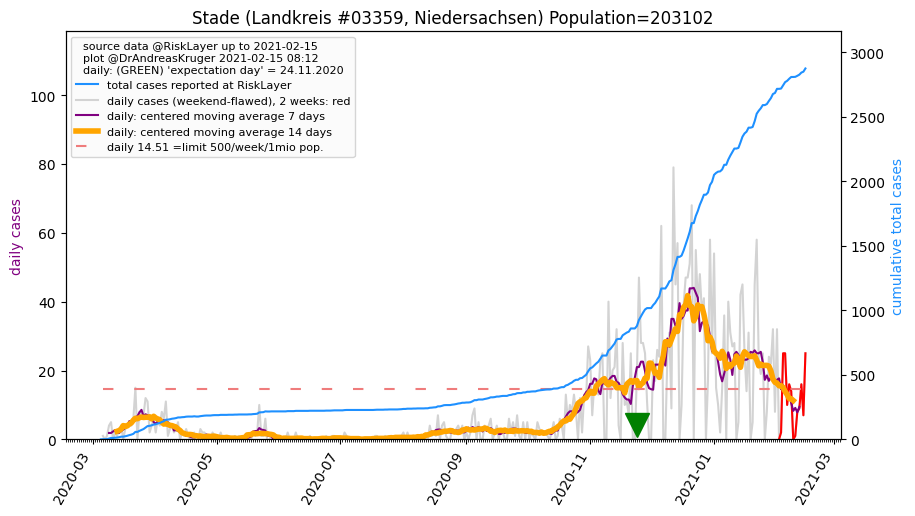 Stade (Landkreis #03359, Niedersachsen) Population=203102
source data @RiskLayer up to 2021-02-15
plot @DrAndreasKruger 2021-02-15 08:12
daily: (GREEN) 'expectation day' = 24.11.2020
total cases reported at RiskLayer
daily cases (weekend-flawed), 2 weeks: red
daily: centered moving average 7 days
daily: centered moving average 14 days
daily 14.51 =limit 500/week/1mio pop.
daily cases
100
80
60
40
20
0
cumulative total cases
3000
2500
2000
1500
1000
500
0
2020-03
2020-05
2020-07
2020-09
2020-11
2021-01
2021-03